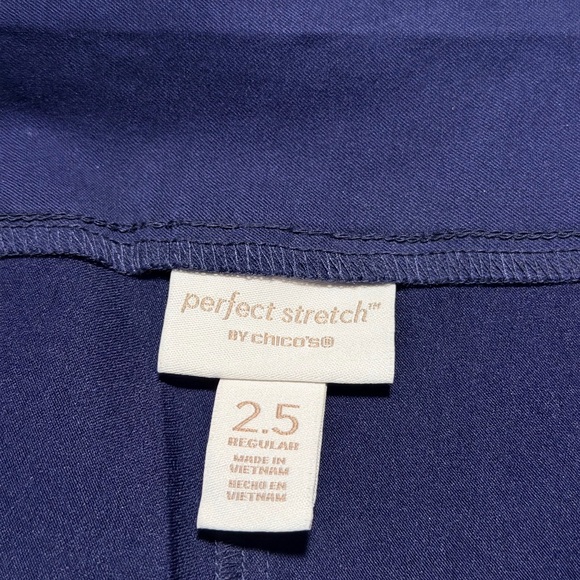 perfect stretch™
BY chico's®
2.5
REGULAR
MADE IN
VIETNAM
HECHO EN
VIETNAM